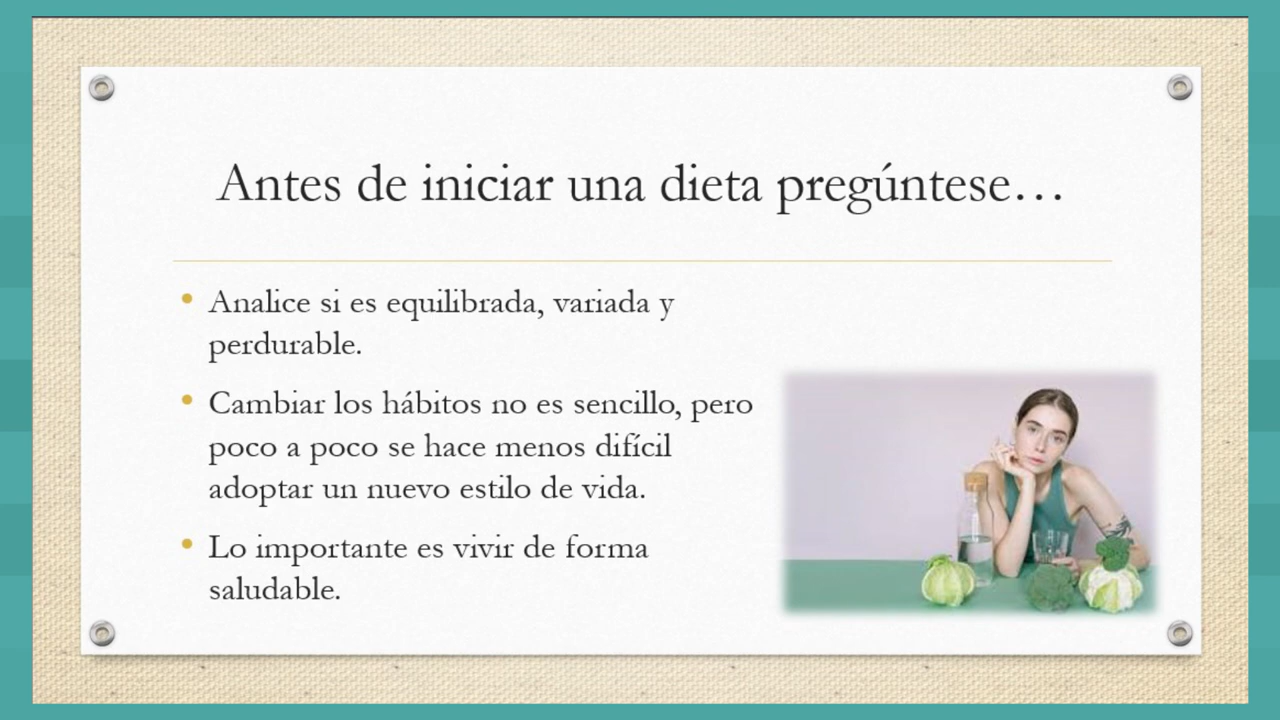 Antes de iniciar una dieta pregúntese…
• Analice si es equilibrada, variada y
perdurable.
• Cambiar los hábitos no es sencillo, pero
poco a poco se hace menos difícil
adoptar un nuevo estilo de vida.
• Lo importante es vivir de forma
saludable.